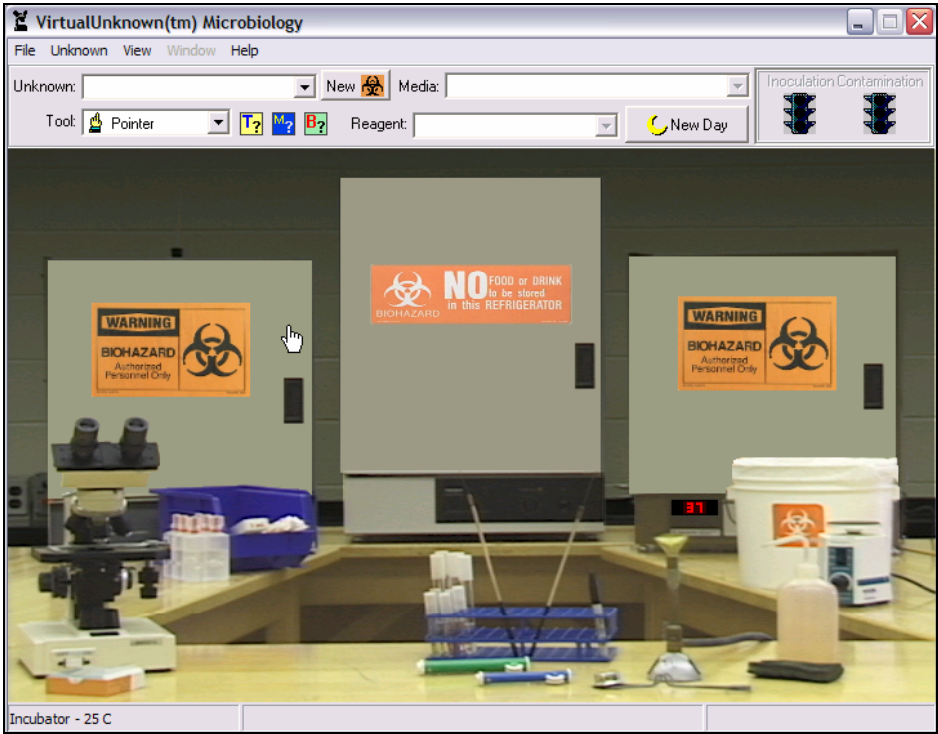 VirtualUnknown(tm) Microbiology
File Unknown View Window Help
Unknown: New Media: Inoculation Contamination
Tool: Pointer T? M? B? Reagent: New Day
NO FOOD or DRINK
to be stored
in this REFRIGERATOR
BIOHAZARD
WARNING
BIOHAZARD
Authorized
Personnel Only
WARNING
BIOHAZARD
Authorized
Personnel Only
37
Incubator - 25 C